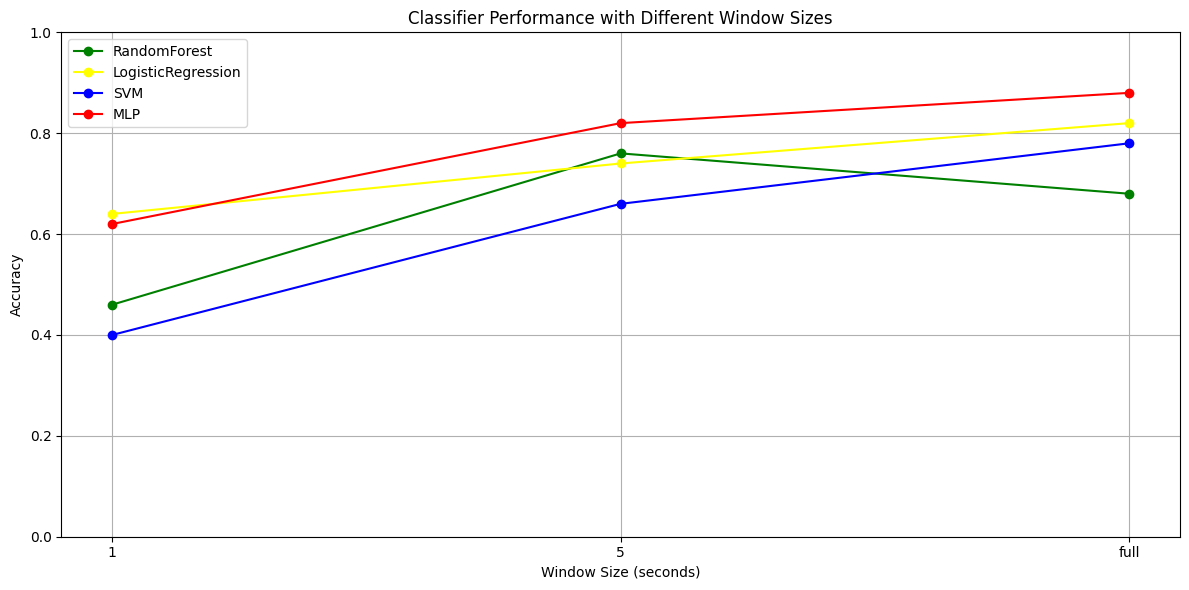 Classifier Performance with Different Window Sizes
RandomForest
LogisticRegression
SVM
MLP
1.0
0.8
0.6
0.4
0.2
0.0
Accuracy
1 5 full
Window Size (seconds)